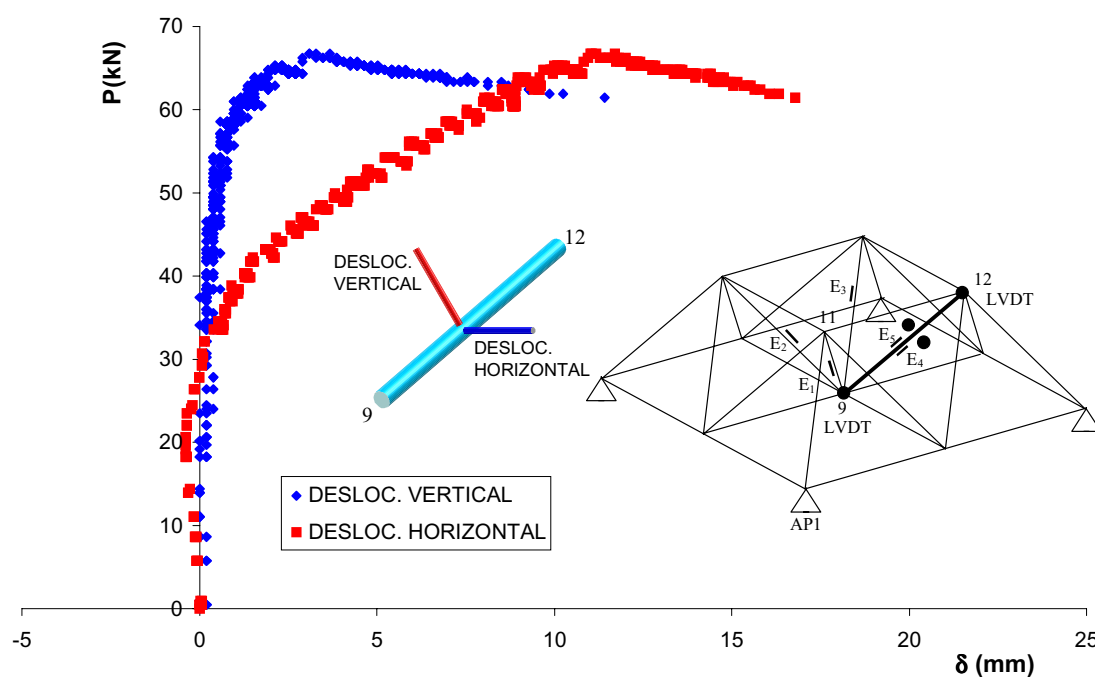 P(kN)
70
60
50
40
30
20
10
0
-5
0
5
10
15
20
25
δ (mm)
DESLOC.
VERTICAL
12
DESLOC.
HORIZONTAL
9
DESLOC. VERTICAL
DESLOC. HORIZONTAL
12
LVDT
E3
11
E2
E5
E4
E1
9
LVDT
AP1